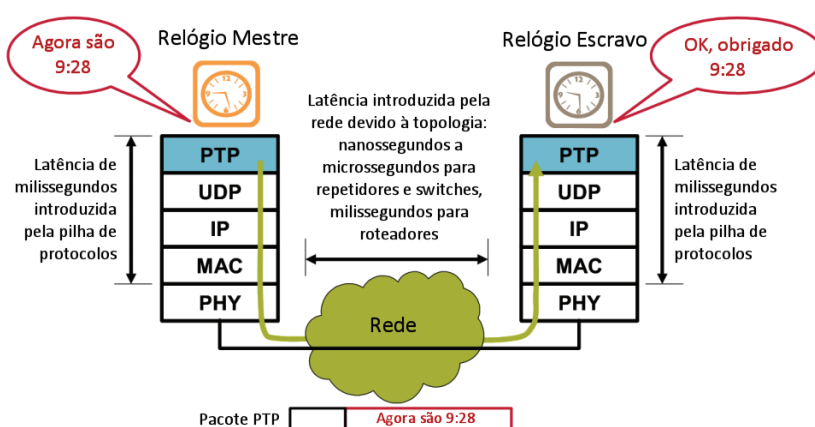 Agora são
9:28
Relógio Mestre
Relógio Escravo
OK, obrigado
9:28
Latência introduzida pela
rede devido à topologia:
nanossegundos a
microssegundos para
repetidores e switches,
milissegundos para
roteadores
Latência de
milissegundos
introduzida
pela pilha de
protocolos
PTP
UDP
IP
MAC
PHY
PTP
UDP
IP
MAC
PHY
Latência de
milissegundos
introduzida
pela pilha de
protocolos
Rede
Pacote PTP
Agora são 9:28